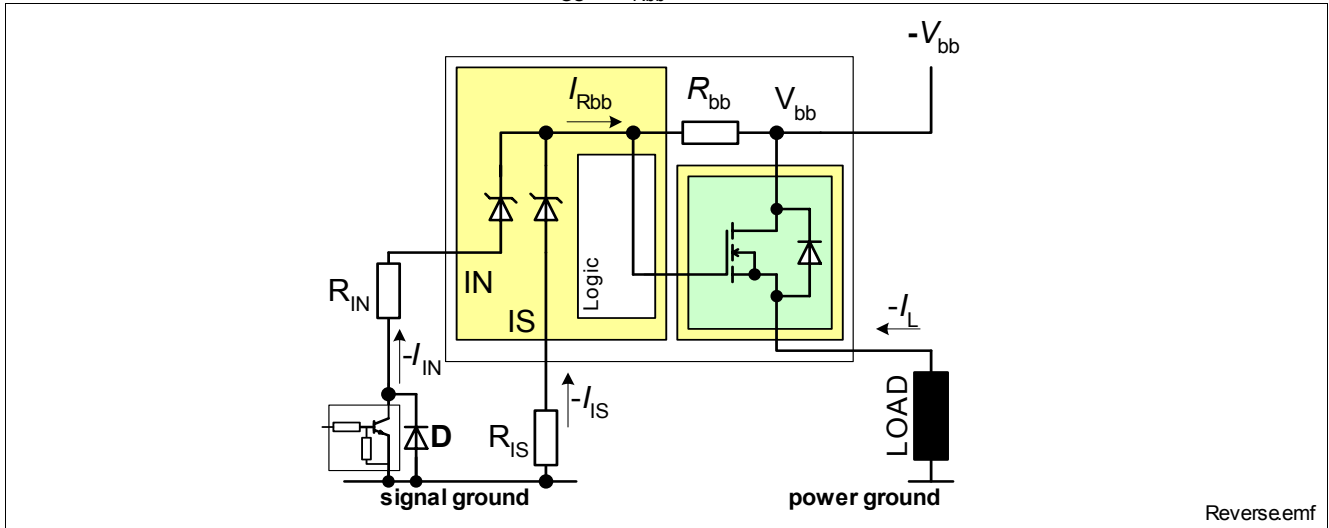 -Vbb
IRbb
Rbb
Vbb
RIN
IN
Logic
IS
-IL
-IIN
-IIS
D
RIS
LOAD
signal ground
power ground
Reverse.emf